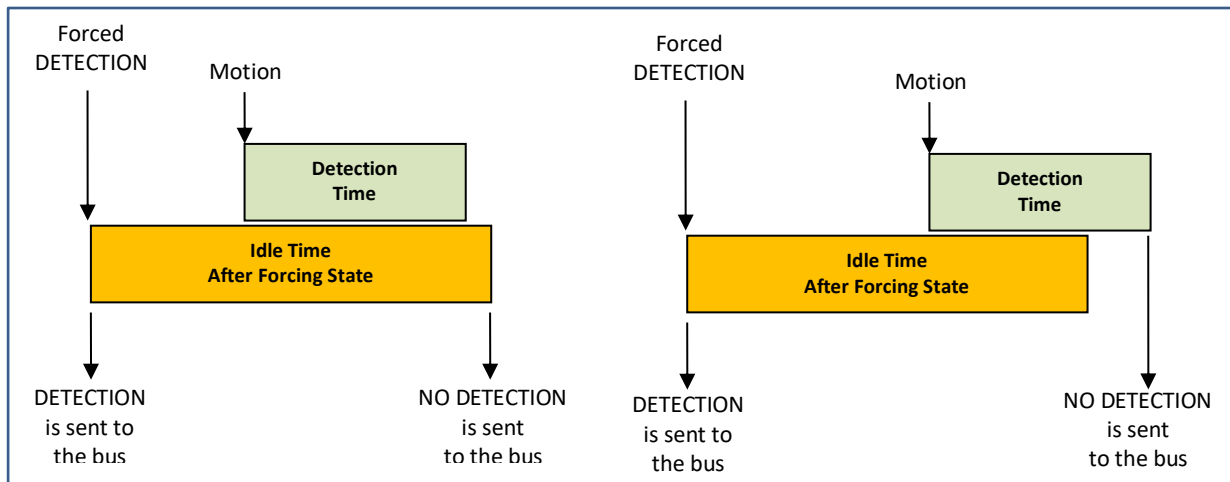 Forced
DETECTION
Motion
Detection
Time
Idle Time
After Forcing State
DETECTION
is sent to
the bus
NO DETECTION
is sent
to the bus
Forced
DETECTION
Motion
Detection
Time
Idle Time
After Forcing State
DETECTION
is sent to
the bus
NO DETECTION
is sent
to the bus